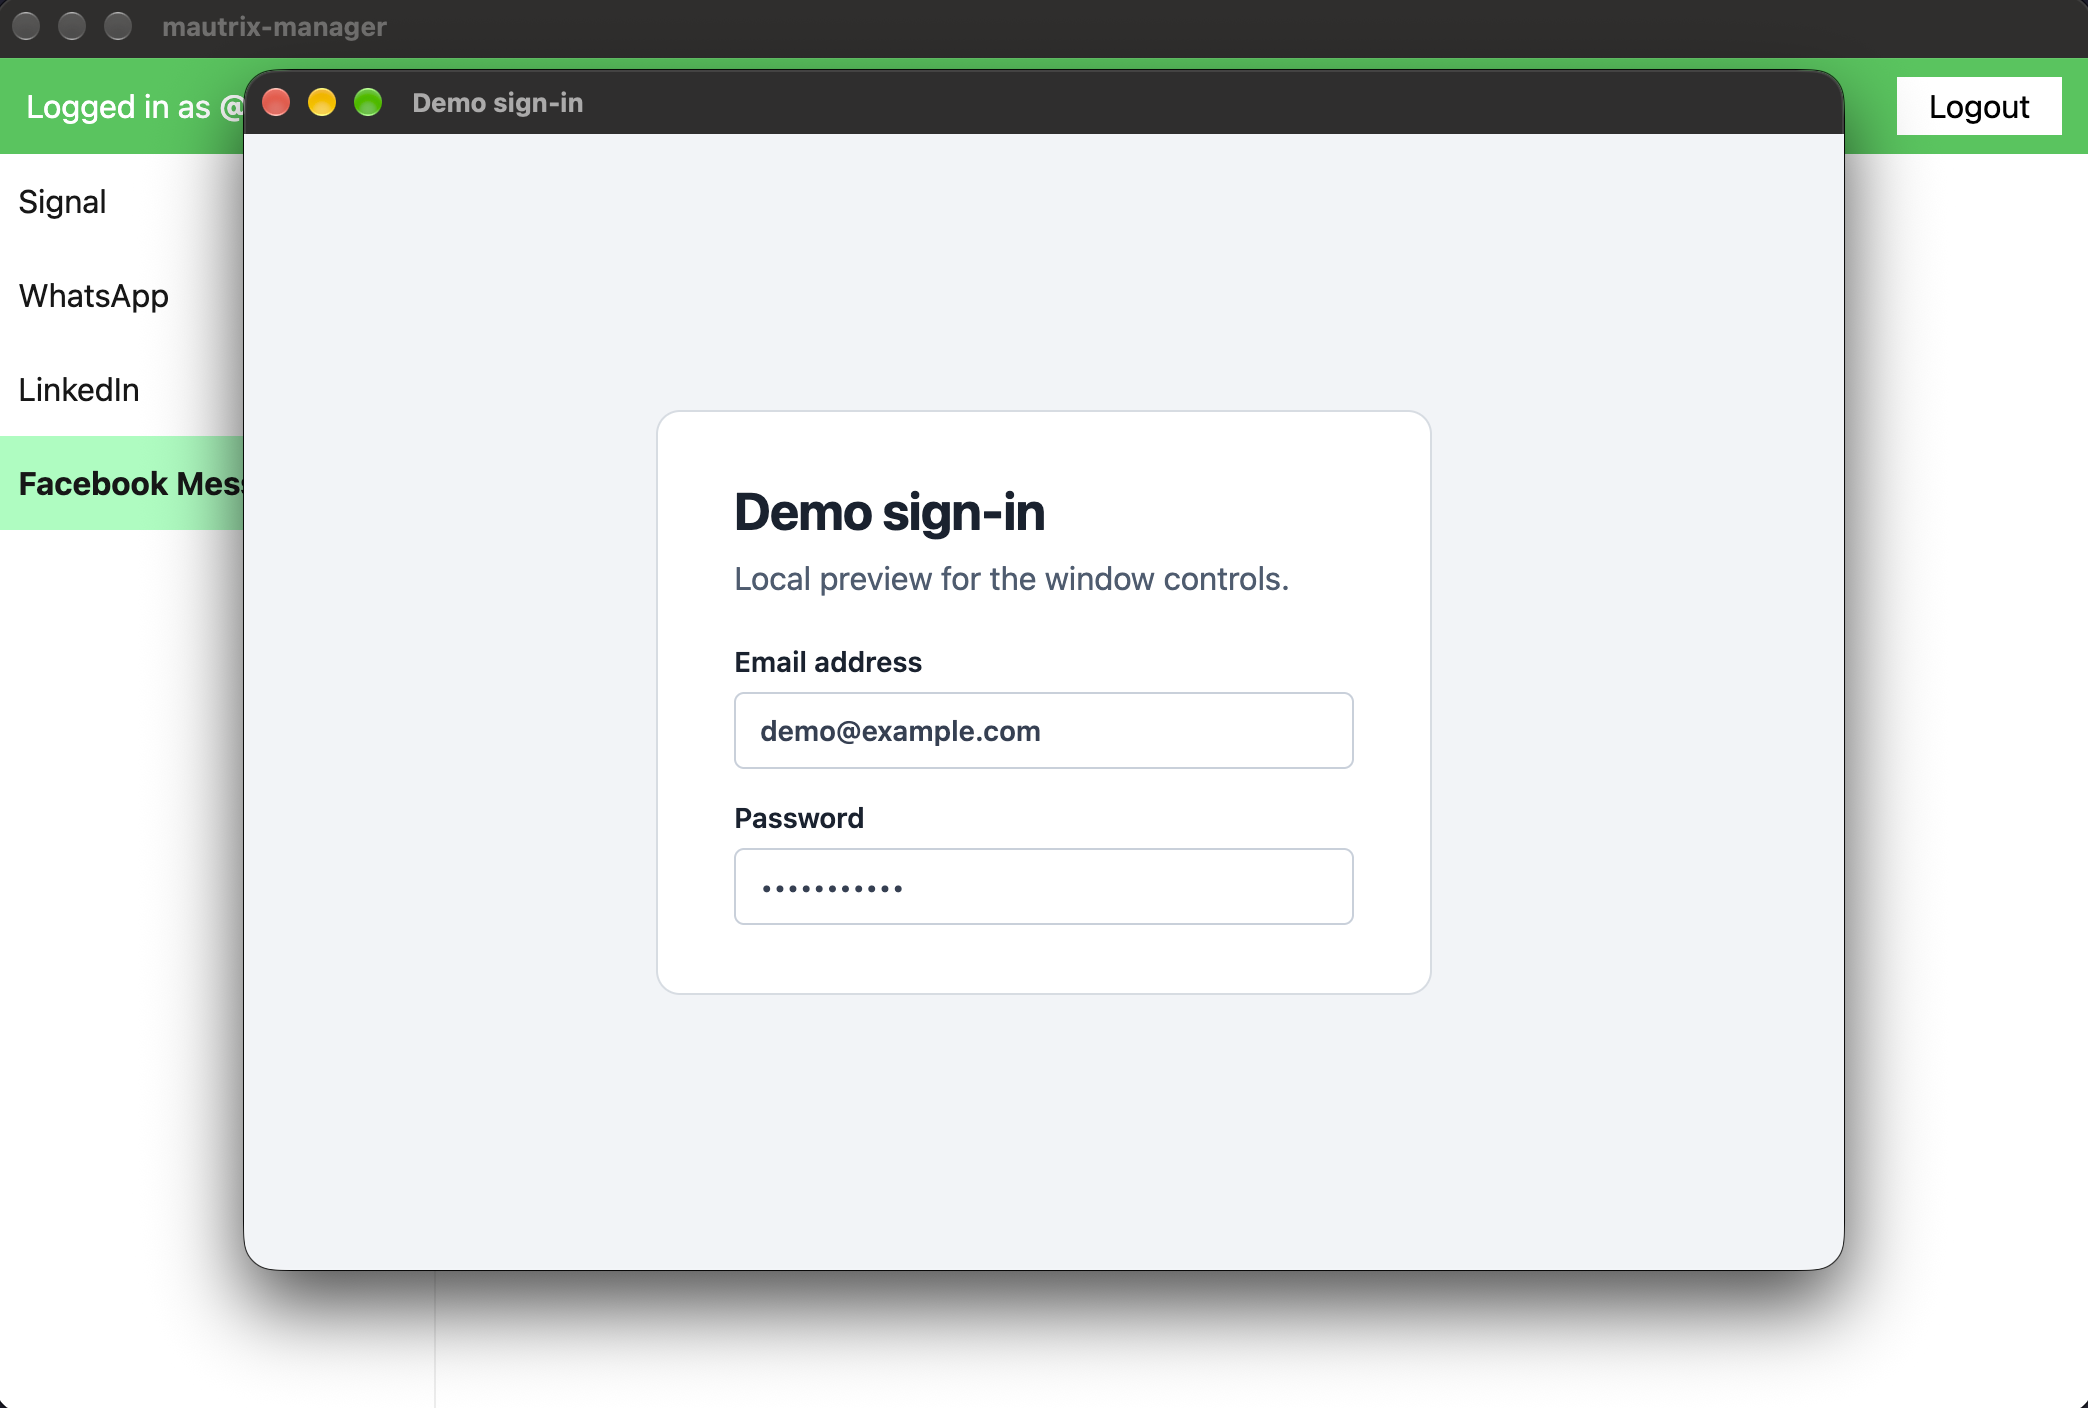 mautrix-manager
Logged in as @
Logout
Demo sign-in
Signal
WhatsApp
LinkedIn
Facebook Mess
Demo sign-in
Local preview for the window controls.
Email address
demo@example.com
Password
•••••••••••